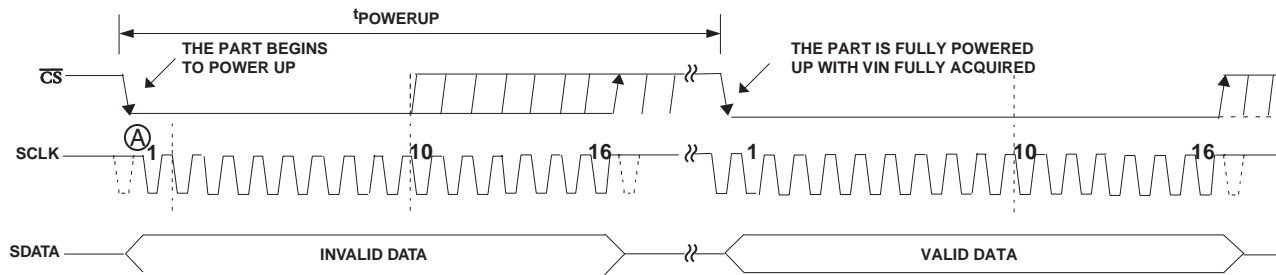 tPOWERUP
THE PART BEGINS
TO POWER UP
THE PART IS FULLY POWERED
UP WITH VIN FULLY ACQUIRED
CS
A
SCLK
1
10
16
1
10
16
SDATA
INVALID DATA
VALID DATA